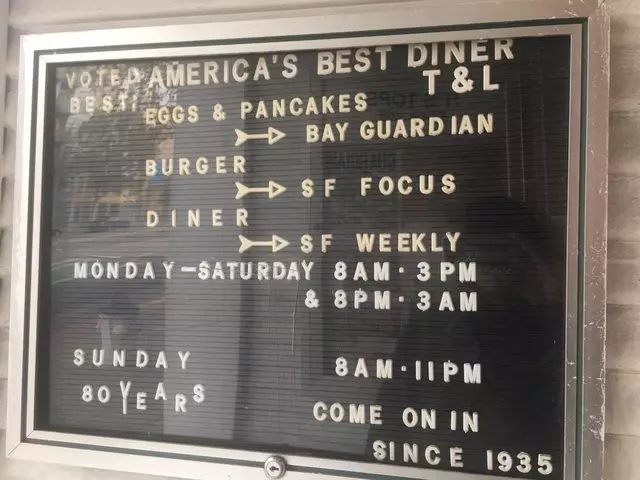 VOTED AMERICA'S BEST DINER
T & L
BEST: EGGS & PANCAKES
BAY GUARDIAN
BURGER
SF FOCUS
DINER
SF WEEKLY
MONDAY-SATURDAY 8AM·3PM
& 8PM·3AM
SUNDAY 8AM·11PM
80 YEARS
COME ON IN
SINCE 1935